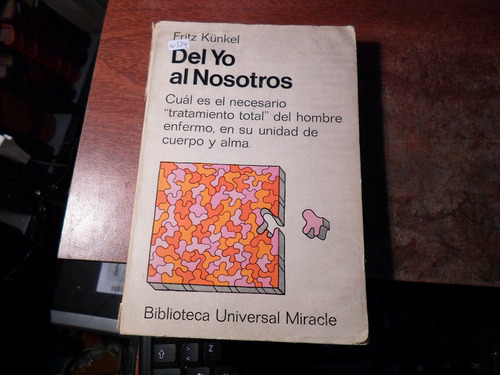 Fritz Künkel
Del Yo
al Nosotros
Cuál es el necesario
"tratamiento total" del hombre
enfermo, en su unidad de
cuerpo y alma.
Biblioteca Universal Miracle